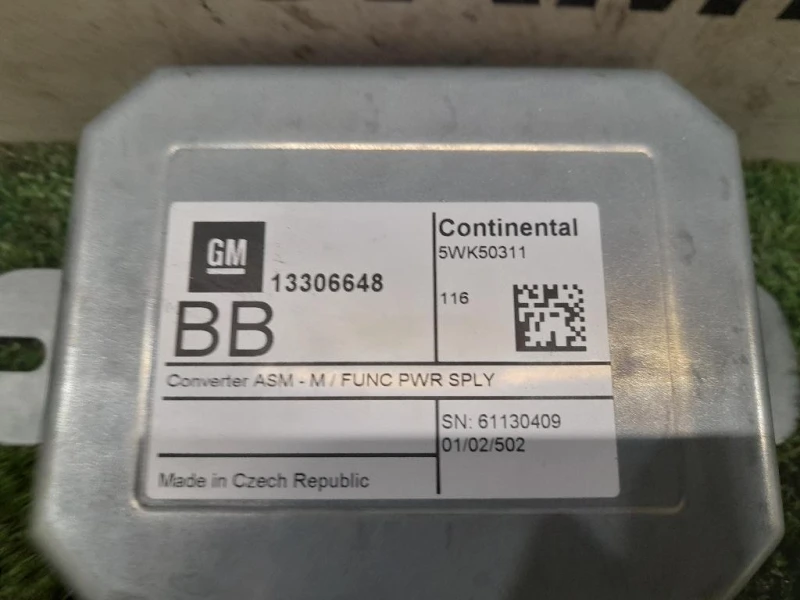 GM
13306648
BB
Continental
5WK50311
116
Converter ASM - M / FUNC PWR SPLY
SN: 61130409
01/02/502
Made in Czech Republic